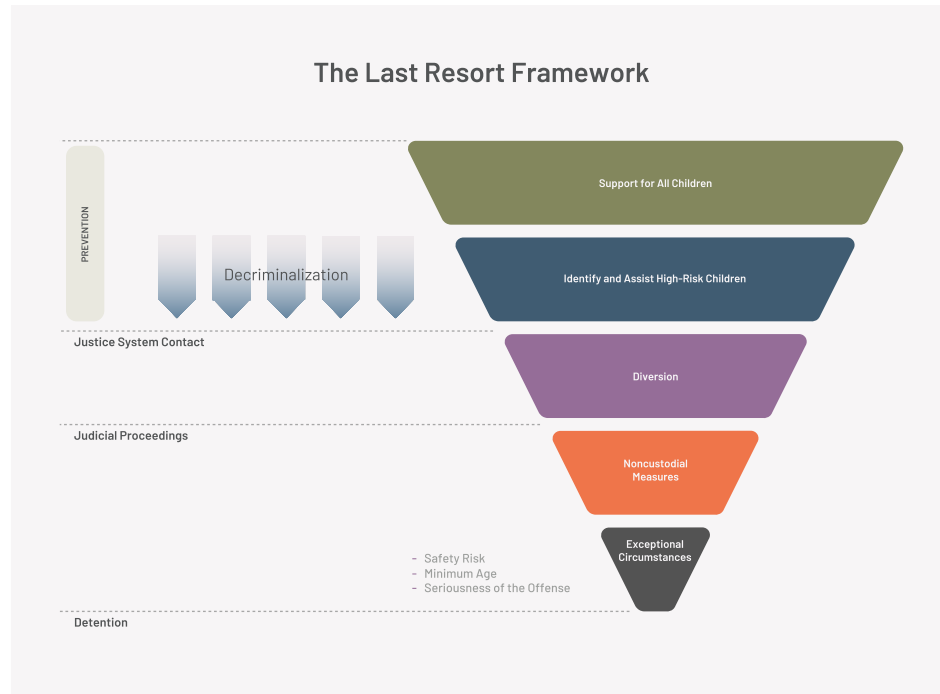 The Last Resort Framework
Support for All Children
PREVENTION
Decriminalization
Identify and Assist High-Risk Children
Justice System Contact
Diversion
Judicial Proceedings
Noncustodial
Measures
Exceptional
Circumstances
- Safety Risk
- Minimum Age
- Seriousness of the Offense
Detention